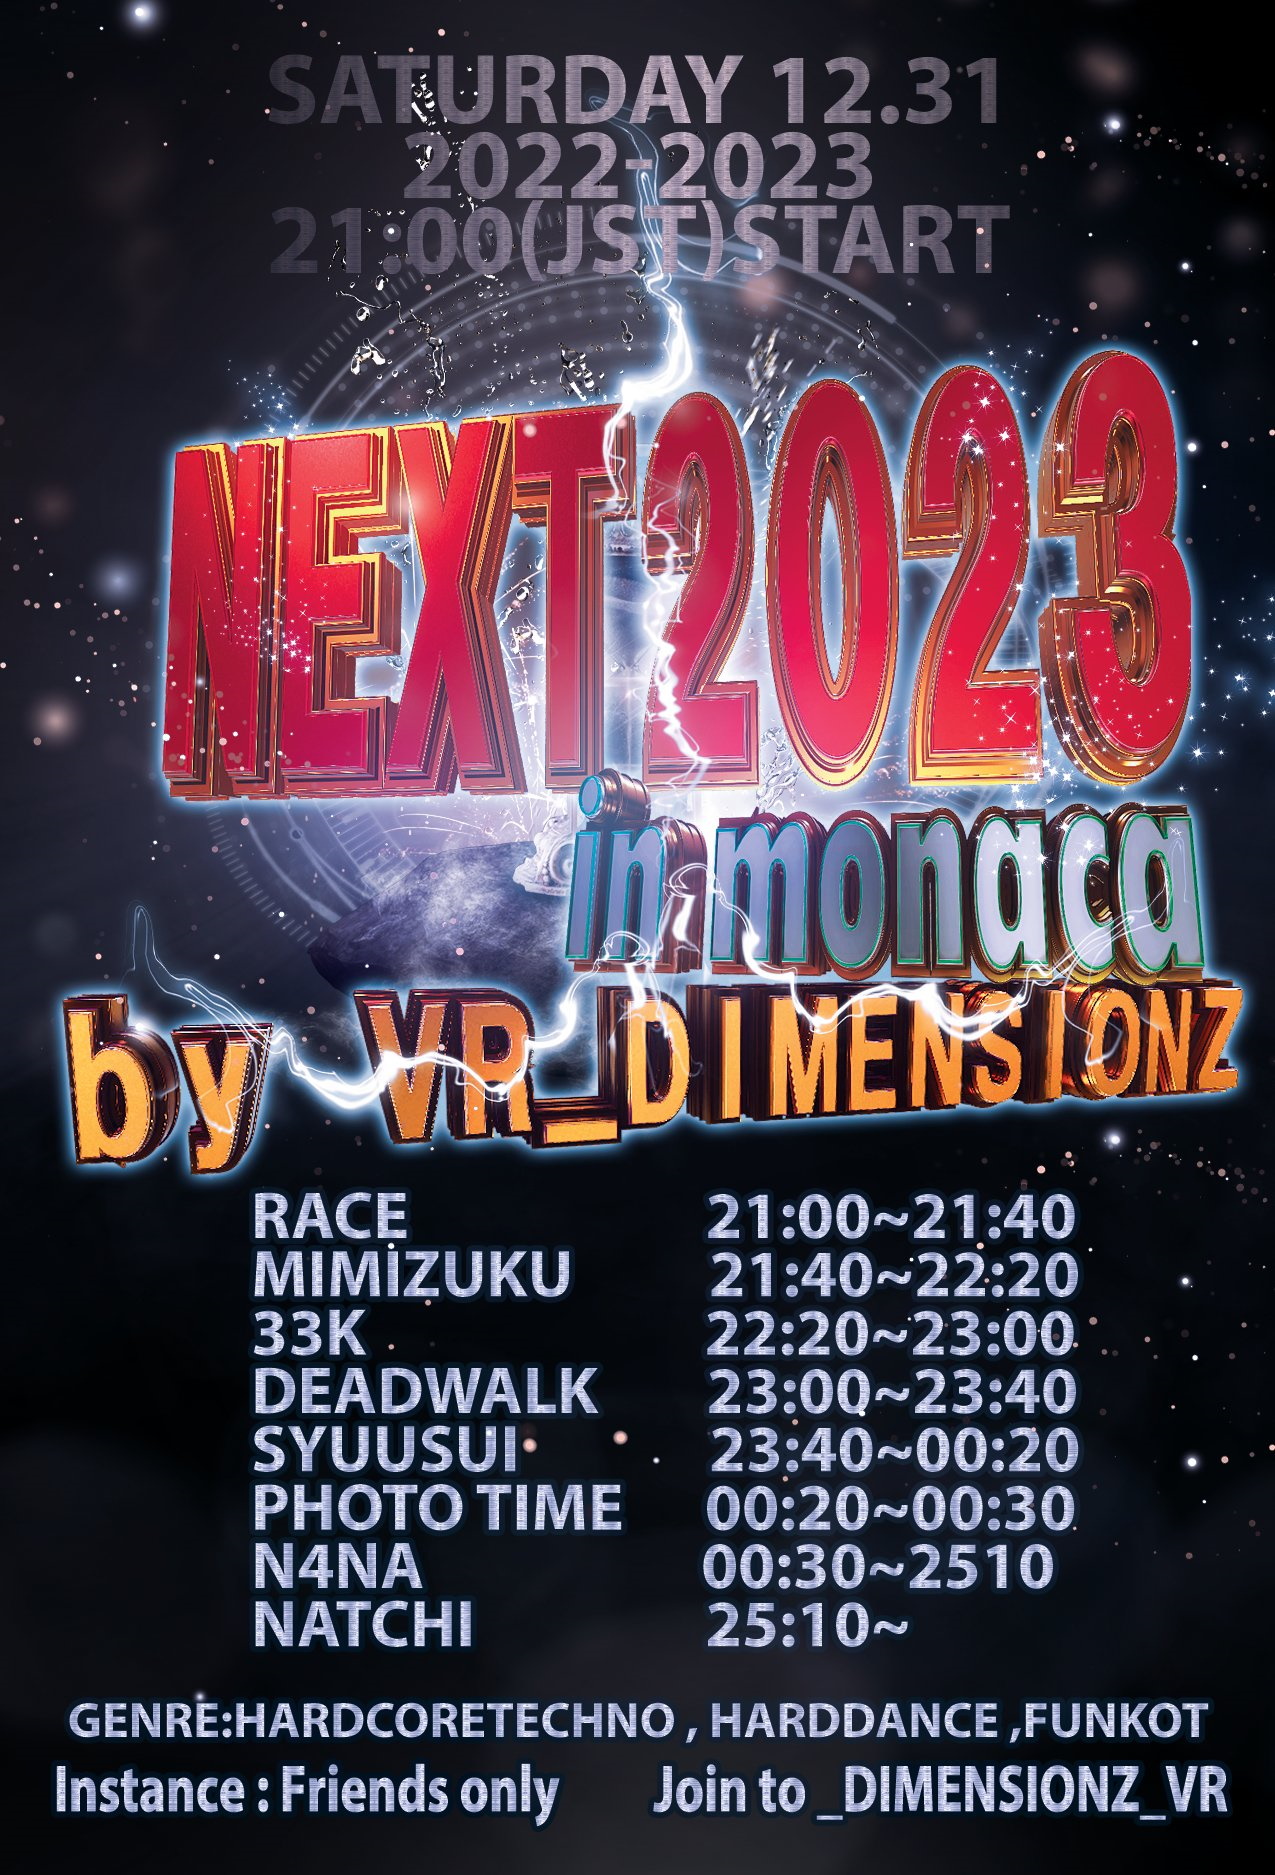 SATURDAY 12.31
2022-2023
21:00(JST)START
NEXT2023
in monaca
by VR_DIMENSIONZ
RACE 21:00~21:40
MIMIZUKU 21:40~22:20
33K 22:20~23:00
DEADWALK 23:00~23:40
SYUUSUI 23:40~00:20
PHOTO TIME 00:20~00:30
N4NA 00:30~2510
NATCHI 25:10~
GENRE:HARDCORETECHNO , HARDDANCE ,FUNKOT
Instance : Friends only Join to _DIMENSIONZ_VR